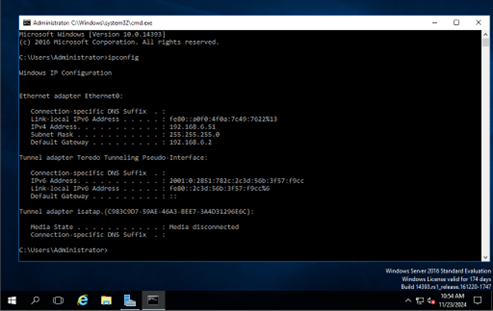 Administrator: C:\Windows\system32\cmd.exe
Microsoft Windows [Version 10.0.14393]
(c) 2016 Microsoft Corporation. All rights reserved.
C:\Users\Administrator>ipconfig
Windows IP Configuration
Ethernet adapter Ethernet0:
Connection-specific DNS Suffix . :
Link-local IPv6 Address . . . . . : fe80::a0f0:4f0a:7c49:7622%13
IPv4 Address. . . . . . . . . . . : 192.168.6.51
Subnet Mask . . . . . . . . . . . : 255.255.255.0
Default Gateway . . . . . . . . . : 192.168.6.2
Tunnel adapter Teredo Tunneling Pseudo-Interface:
Connection-specific DNS Suffix . :
IPv6 Address. . . . . . . . . . . : 2001:0:2851:782c:2c3d:56b:3f57:f9cc
Link-local IPv6 Address . . . . . : fe80::2c3d:56b:3f57:f9cc%6
Default Gateway . . . . . . . . . : ::
Tunnel adapter isatap.{C983C9D7-59AE-46A3-BEE7-3A4D31296E6C}:
Media State . . . . . . . . . . . : Media disconnected
Connection-specific DNS Suffix . :
C:\Users\Administrator>
Windows Server 2016 Standard Evaluation
Windows License valid for 174 days
Build 14393.rs1_release.161220-1747
10:54 AM
11/23/2024